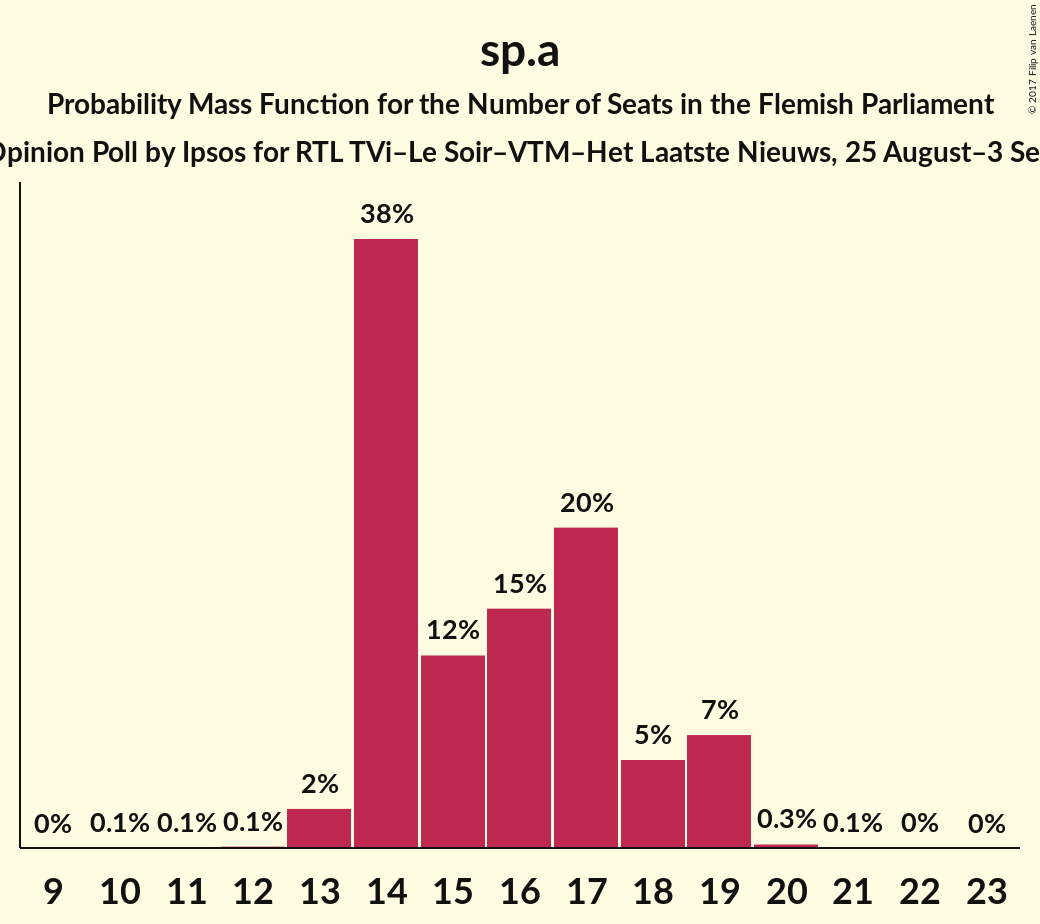 © 2017 Filip van Laenen
sp.a
Probability Mass Function for the Number of Seats in the Flemish Parliament
Opinion Poll by Ipsos for RTL TVi–Le Soir–VTM–Het Laatste Nieuws, 25 August–3 Se
38%
20%
15%
12%
7%
5%
2%
0% 0.1% 0.1% 0.1% 0.3% 0.1% 0% 0%
9 10 11 12 13 14 15 16 17 18 19 20 21 22 23